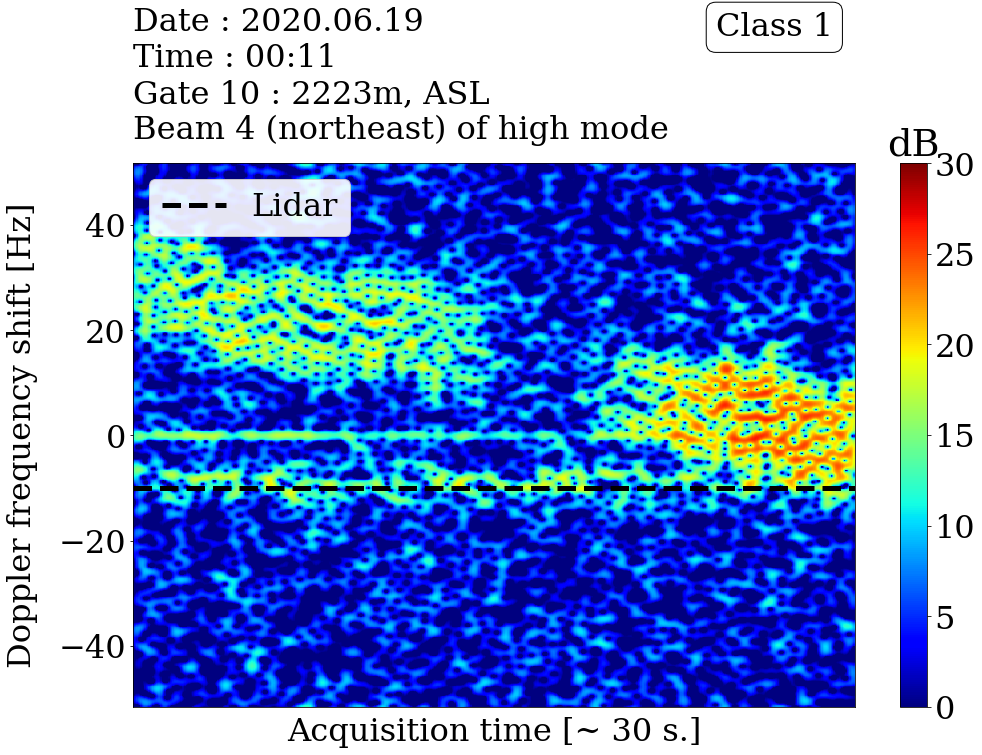 Date : 2020.06.19
Time : 00:11
Gate 10 : 2223m, ASL
Beam 4 (northeast) of high mode
Class 1
dB
Lidar
Doppler frequency shift [Hz]
40
20
0
−20
−40
30
25
20
15
10
5
0
Acquisition time [~ 30 s.]